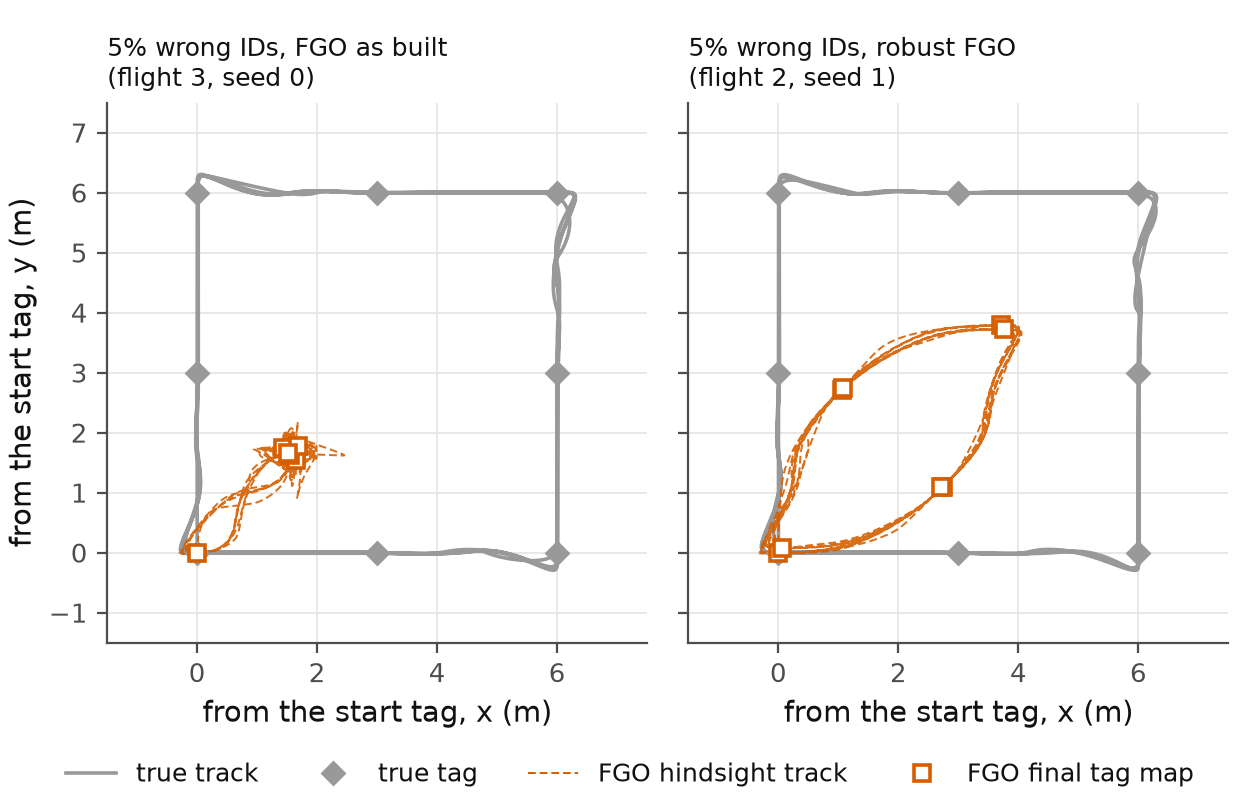 5% wrong IDs, FGO as built
(flight 3, seed 0)
5% wrong IDs, robust FGO
(flight 2, seed 1)
from the start tag, y (m)
7
6
5
4
3
2
1
0
−1
0 2 4 6
0 2 4 6
from the start tag, x (m)
from the start tag, x (m)
true track
true tag
FGO hindsight track
FGO final tag map